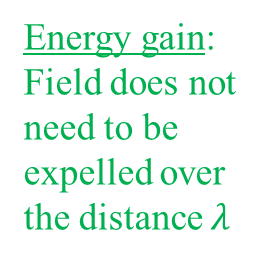 Energy gain:
Field does not
need to be
expelled over
the distance λ